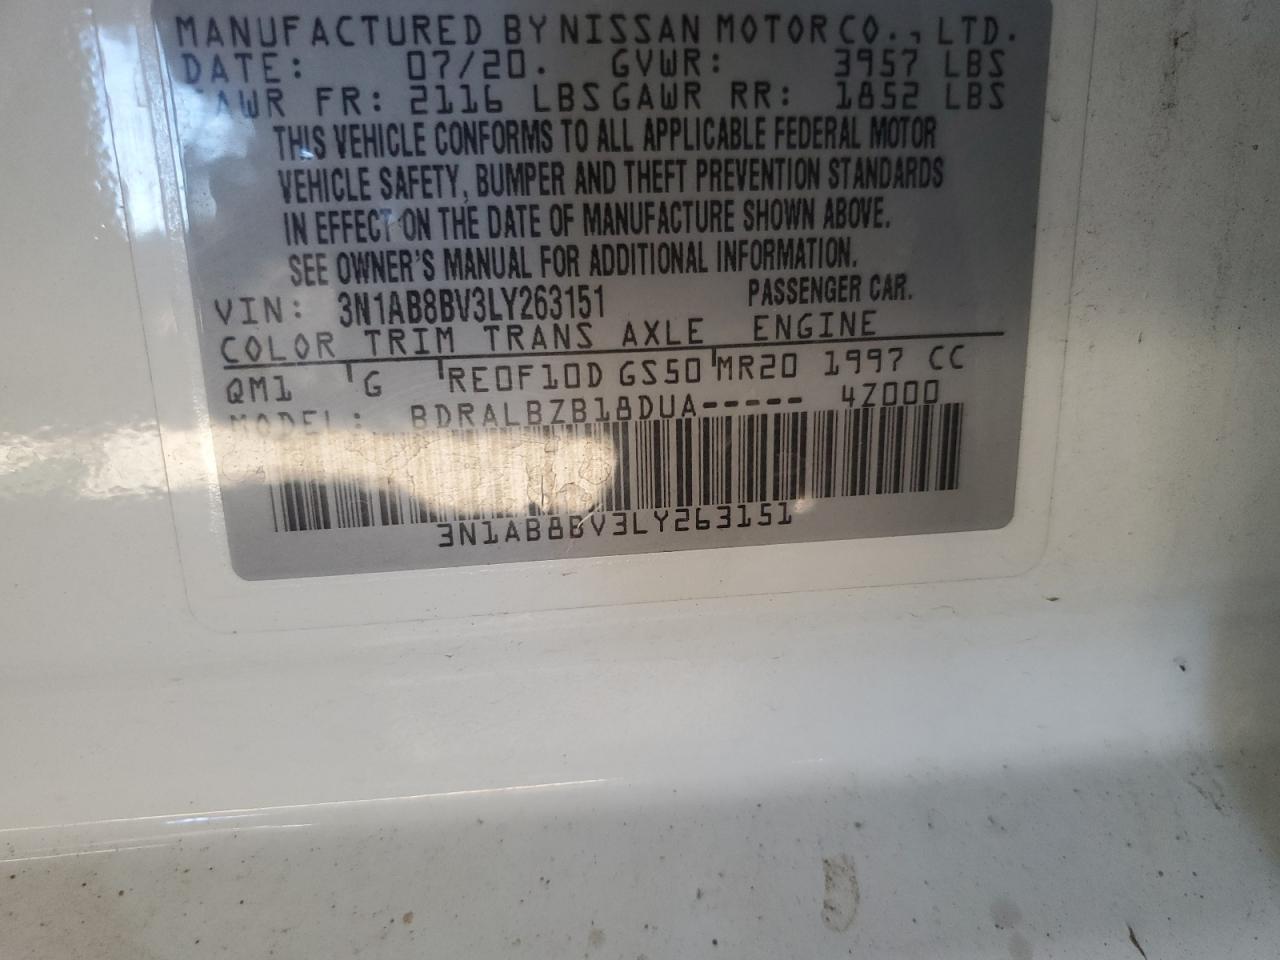 MANUFACTURED BY NISSAN MOTOR CO., LTD.
DATE: 07/20. GVWR: 3957 LBS
GAWR FR: 2116 LBS GAWR RR: 1852 LBS
THIS VEHICLE CONFORMS TO ALL APPLICABLE FEDERAL MOTOR
VEHICLE SAFETY, BUMPER AND THEFT PREVENTION STANDARDS
IN EFFECT ON THE DATE OF MANUFACTURE SHOWN ABOVE.
SEE OWNER'S MANUAL FOR ADDITIONAL INFORMATION.
VIN: 3N1AB8BV3LY263151 PASSENGER CAR.
COLOR TRIM TRANS AXLE ENGINE
QM1 G RE0F10D GS50 MR20 1997 CC
MODEL: BDRALBZB18DUA----- 4Z000
3N1AB8BV3LY263151